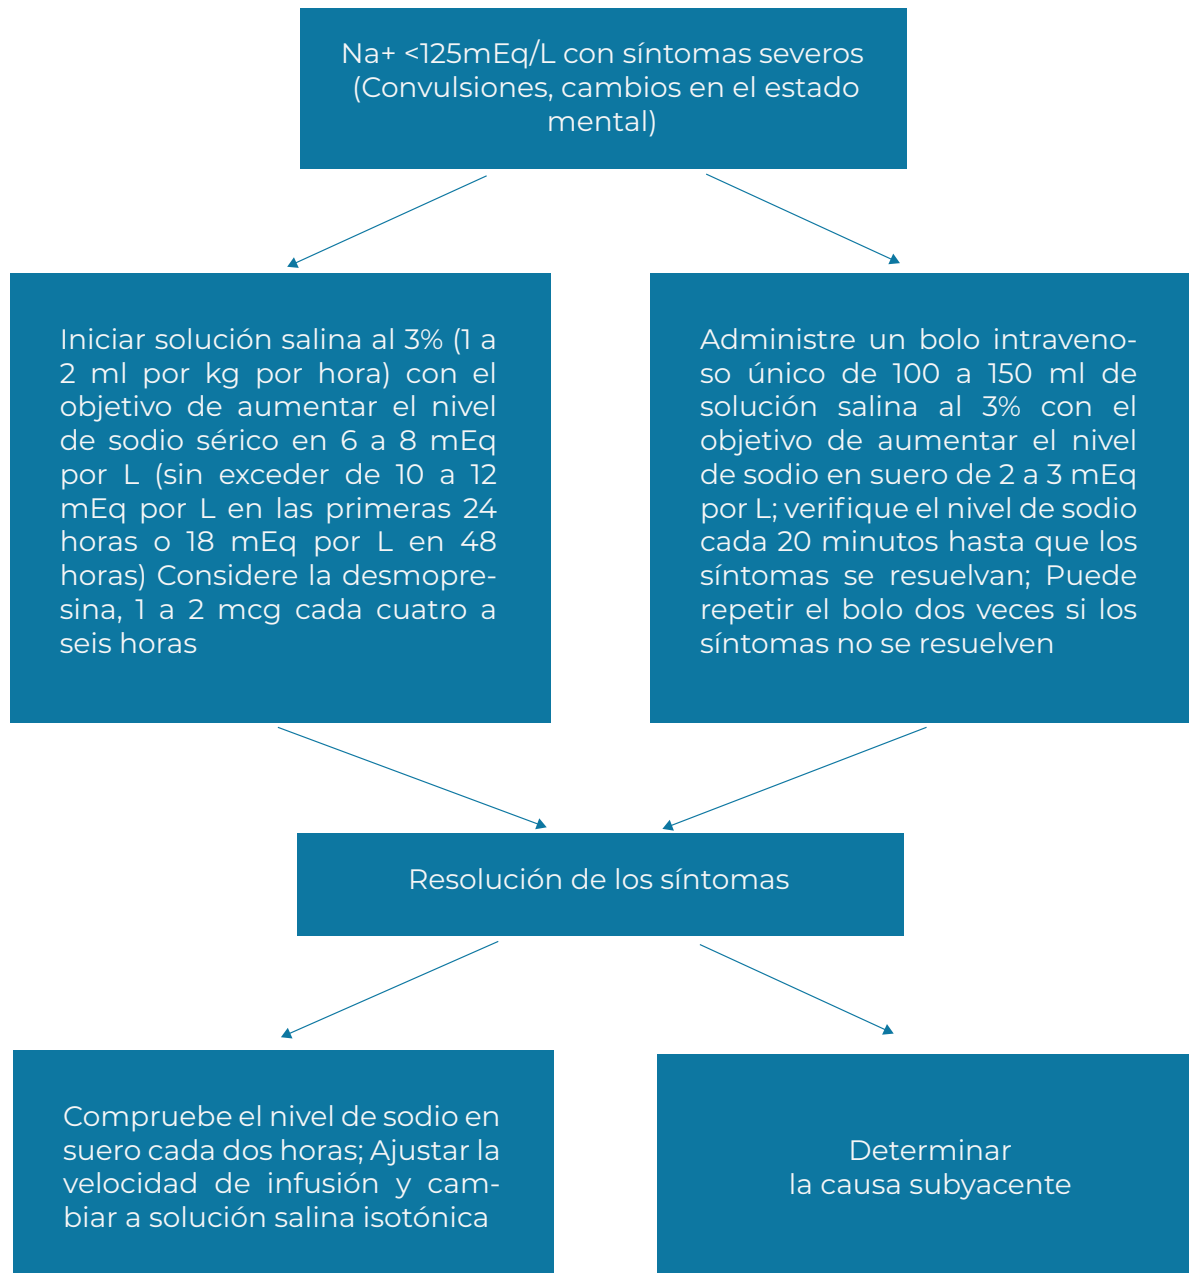 Na+ <125mEq/L con síntomas severos
(Convulsiones, cambios en el estado
mental)
Iniciar solución salina al 3% (1 a
2 ml por kg por hora) con el
objetivo de aumentar el nivel
de sodio sérico en 6 a 8 mEq
por L (sin exceder de 10 a 12
mEq por L en las primeras 24
horas o 18 mEq por L en 48
horas) Considere la desmopre-
sina, 1 a 2 mcg cada cuatro a
seis horas
Administre un bolo intraveno-
so único de 100 a 150 ml de
solución salina al 3% con el
objetivo de aumentar el nivel
de sodio en suero de 2 a 3 mEq
por L; verifique el nivel de sodio
cada 20 minutos hasta que los
síntomas se resuelvan; Puede
repetir el bolo dos veces si los
síntomas no se resuelven
Resolución de los síntomas
Compruebe el nivel de sodio en
suero cada dos horas; Ajustar la
velocidad de infusión y cam-
biar a solución salina isotónica
Determinar
la causa subyacente